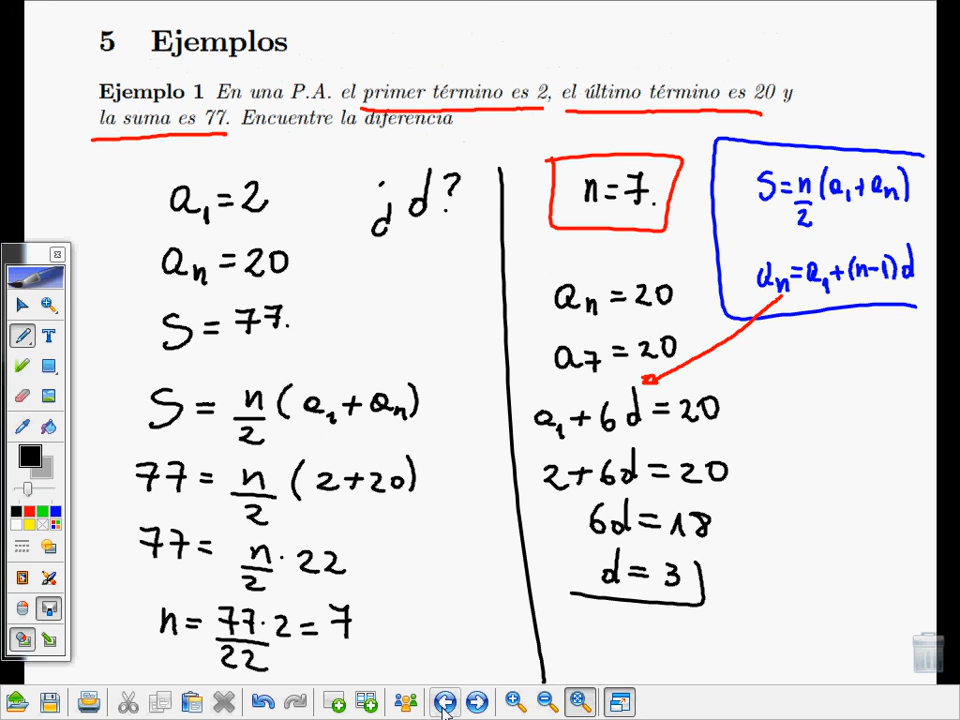 5 Ejemplos
Ejemplo 1 En una P.A. el primer término es 2, el último término es 20 y
la suma es 77. Encuentre la diferencia
a₁ = 2
¿d?
aₙ = 20
S = 77.
S = n/2 (a₁ + aₙ)
77 = n/2 (2+20)
77 = n/2 · 22
n = 77·2/22 = 7
n = 7.
aₙ = 20
a₇ = 20
a₁ + 6d = 20
2 + 6d = 20
6d = 18
d = 3
S = n/2 (a₁ + aₙ)
aₙ = a₁ + (n-1)d
T